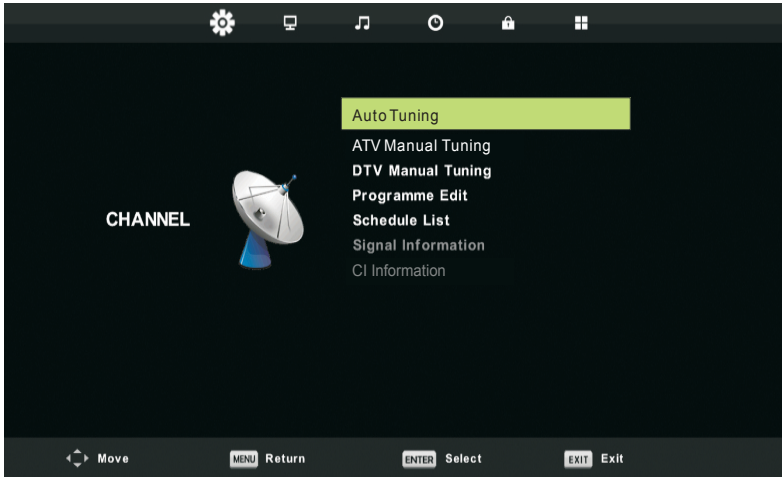 Auto Tuning
ATV Manual Tuning
DTV Manual Tuning
Programme Edit
CHANNEL
Schedule List
Signal Information
CI Information
Move
MENU Return
ENTER Select
EXIT Exit